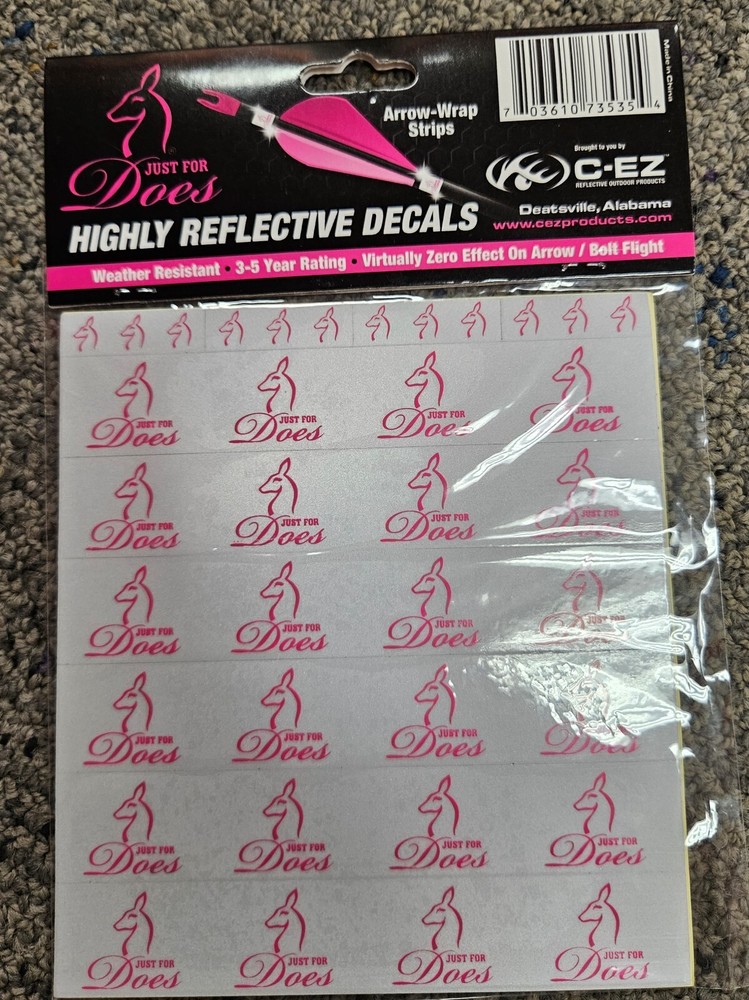 Made in China
7 03610 73535 4
Arrow-Wrap
Strips
JUST FOR
Does
Brought to you by
C-EZ
REFLECTIVE OUTDOOR PRODUCTS
Deatsville, Alabama
www.cezproducts.com
HIGHLY REFLECTIVE DECALS
Weather Resistant • 3-5 Year Rating • Virtually Zero Effect On Arrow / Bolt Flight
JUST FOR JUST FOR JUST FOR JUST FOR
Does Does Does Does
JUST FOR JUST FOR JUST FOR JUST FOR
Does Does Does Does
JUST FOR JUST FOR JUST FOR JUST FOR
Does Does Does Does
JUST FOR JUST FOR JUST FOR
Does Does Does Does
JUST FOR JUST FOR JUST FOR JUST FOR
Does Does Does Does
JUST FOR JUST FOR JUST FOR JUST FOR
Does Does Does Does